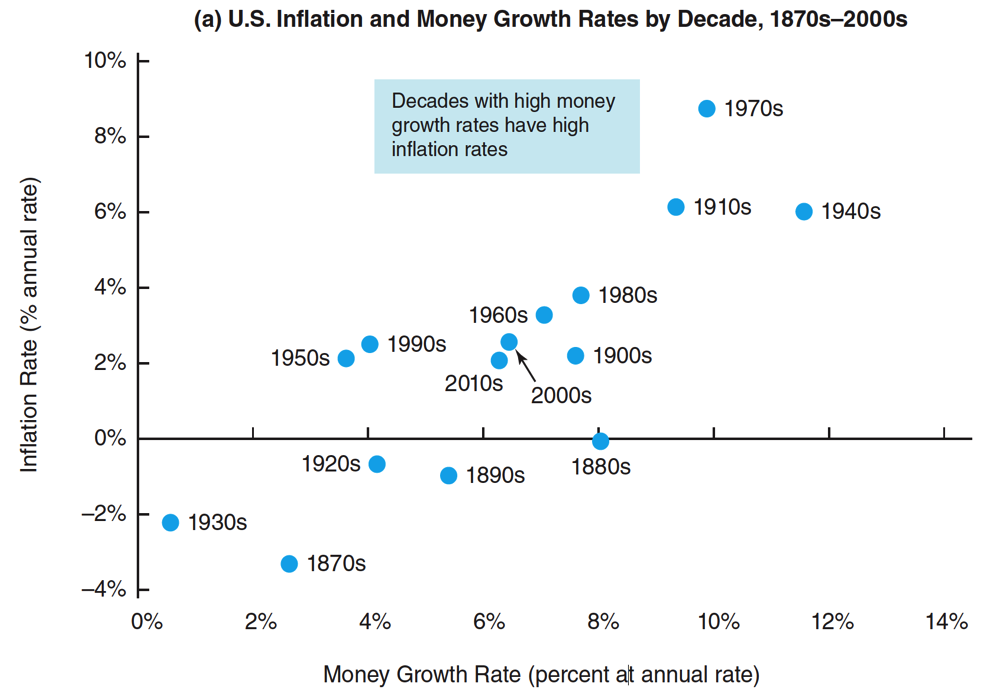 (a) U.S. Inflation and Money Growth Rates by Decade, 1870s–2000s
10%
8%
6%
4%
2%
0%
–2%
–4%
Inflation Rate (% annual rate)
Decades with high money
growth rates have high
inflation rates
1970s
1910s
1940s
1980s
1960s
1990s
1950s
1900s
2010s
2000s
1920s
1890s
1880s
1930s
1870s
0%
2%
4%
6%
8%
10%
12%
14%
Money Growth Rate (percent at annual rate)